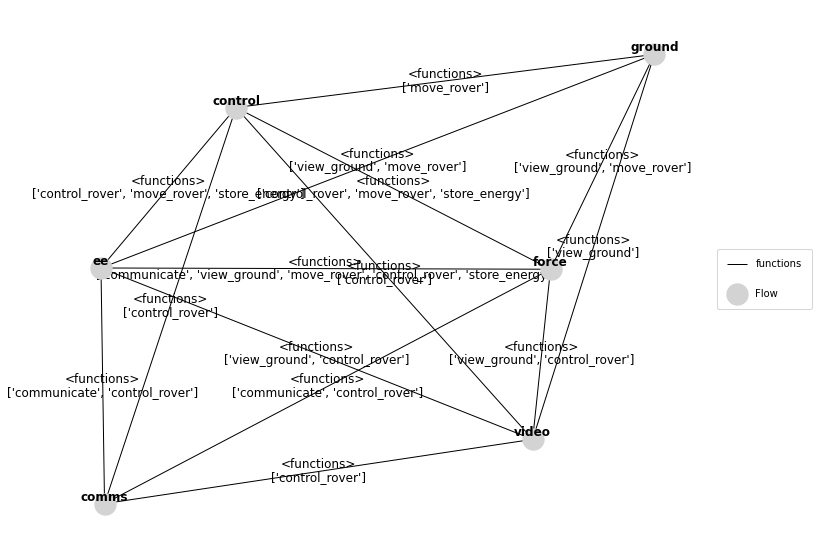 ground
<functions>
['move_rover']
control
<functions>
['view_ground', 'move_rover']
<functions>
['view_ground', 'move_rover']
<functions>
['control_rover', 'move_rover', 'store_energy']
<functions>
['control_rover', 'move_rover', 'store_energy']
<functions>
['view_ground']
ee
<functions>
['communicate', 'view_ground', 'move_rover', 'control_rover', 'store_energy']
<functions>
['control_rover']
force
functions
Flow
<functions>
['control_rover']
<functions>
['view_ground', 'control_rover']
<functions>
['view_ground', 'control_rover']
<functions>
['communicate', 'control_rover']
<functions>
['communicate', 'control_rover']
video
<functions>
['control_rover']
comms